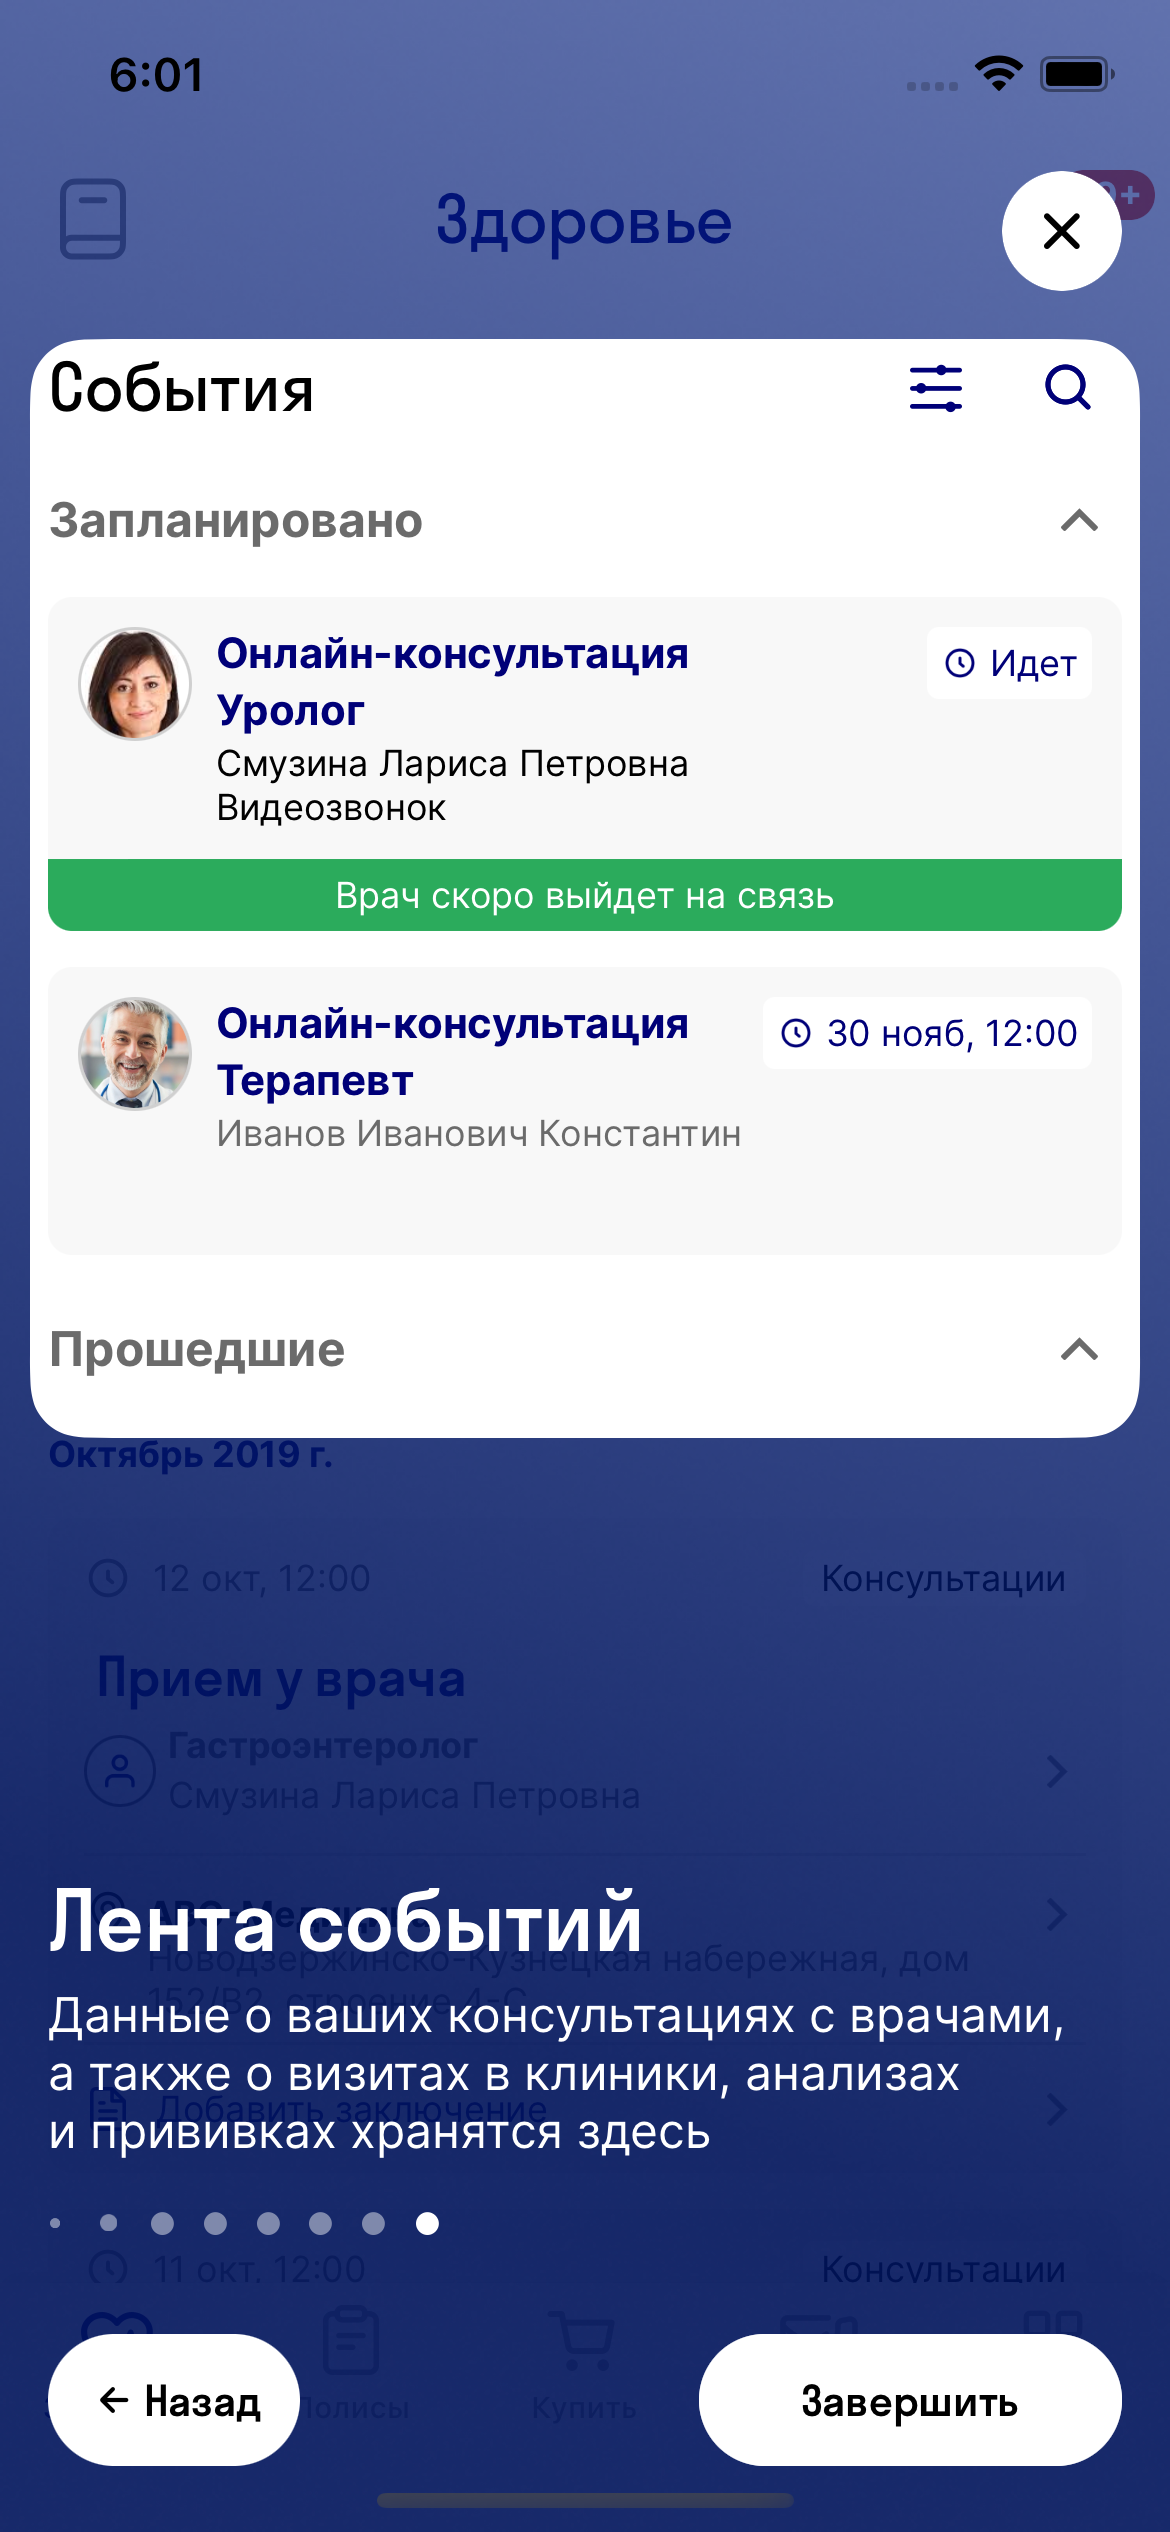 6:01
Здоровье
9+
События
Запланировано
Онлайн-консультация
Уролог
Идет
Смузина Лариса Петровна
Видеозвонок
Врач скоро выйдет на связь
Онлайн-консультация
Терапевт
30 нояб, 12:00
Иванов Иванович Константин
Прошедшие
Октябрь 2019 г.
12 окт, 12:00
Консультации
Прием у врача
Гастроэнтеролог
Смузина Лариса Петровна
Лента событий
Новодзержинско-Кузнецкая набережная, дом
152/В2, строение 4-С
Данные о ваших консультациях с врачами,
а также о визитах в клиники, анализах
Добавить заключение
и прививках хранятся здесь
11 окт, 12:00
Консультации
← Назад
Купить
Завершить